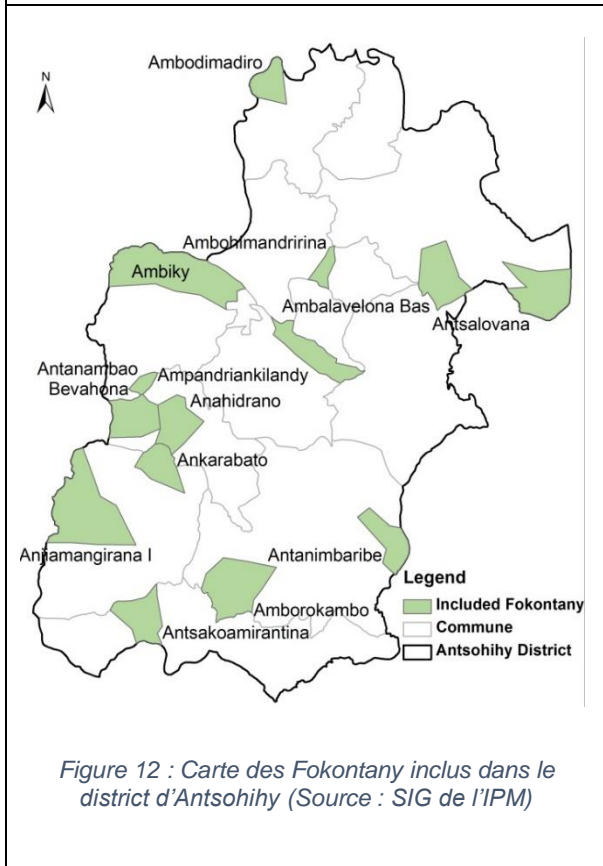 Ambodimadiro
N
Ambohimandririna
Ambiky
Ambalavelona Bas
Antsalovana
Antanambao
Bevahona
Ampandriankilandy
Anahidrano
Ankarabato
Anjiamangirana I
Antanimbaribe
Legend
Included Fokontany
Amborokambo
Commune
Antsakoamirantina
Antsohihy District
Figure 12 : Carte des Fokontany inclus dans le
district d'Antsohihy (Source : SIG de l'IPM)